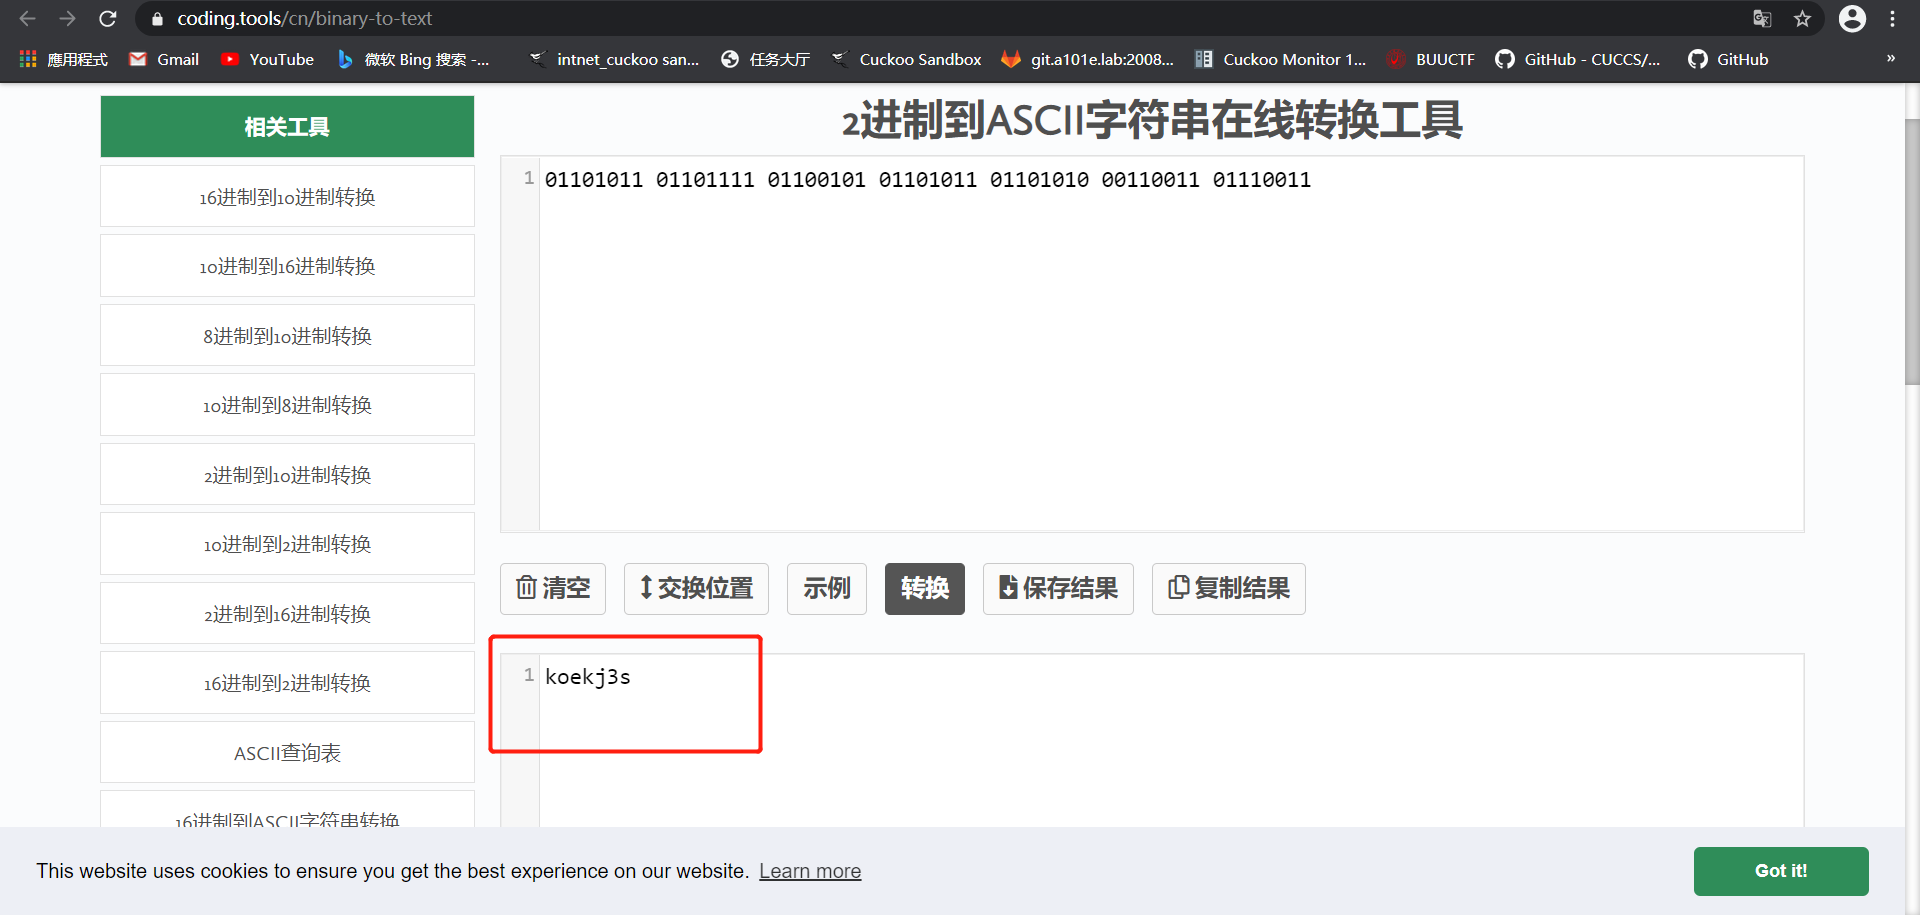 coding.tools/cn/binary-to-text
應用程式 Gmail YouTube 微软 Bing 搜索 -... intnet_cuckoo san... 任务大厅 Cuckoo Sandbox git.a101e.lab:2008... Cuckoo Monitor 1... BUUCTF GitHub - CUCCS/... GitHub »
相关工具
16进制到10进制转换
10进制到16进制转换
8进制到10进制转换
10进制到8进制转换
2进制到10进制转换
10进制到2进制转换
2进制到16进制转换
16进制到2进制转换
ASCII查询表
16进制到ASCII字符串转换
2进制到ASCII字符串在线转换工具
1 01101011 01101111 01100101 01101011 01101010 00110011 01110011
清空 交换位置 示例 转换 保存结果 复制结果
1 koekj3s
This website uses cookies to ensure you get the best experience on our website. Learn more
Got it!